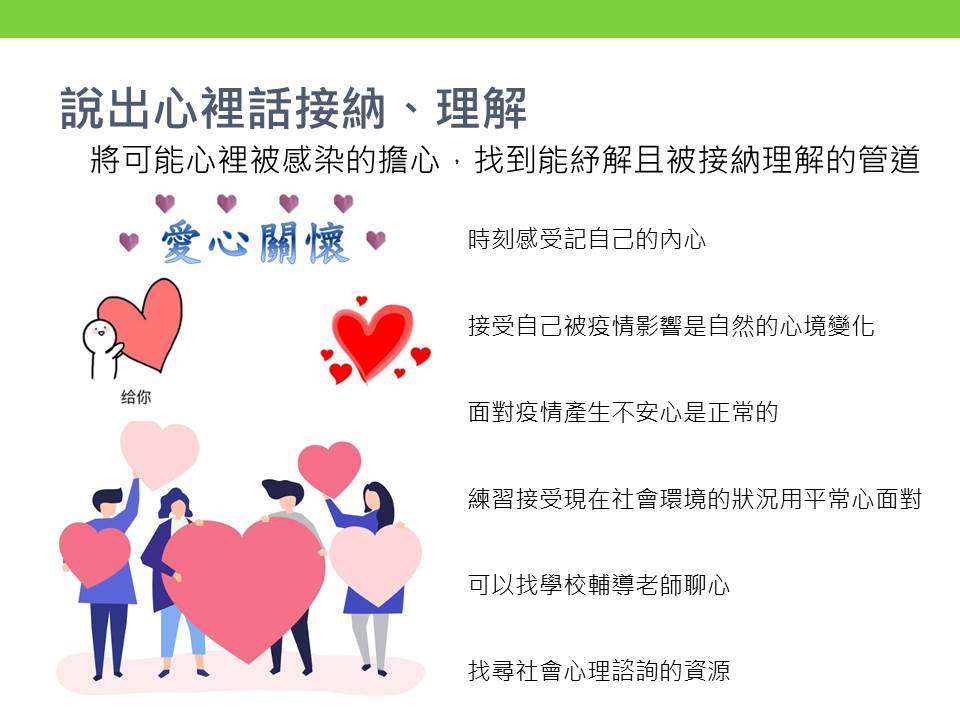 說出心裡話接納、理解
將可能心裡被感染的擔心，找到能紓解且被接納理解的管道
愛心關懷
给你
時刻感受記自己的內心
接受自己被疫情影響是自然的心境變化
面對疫情產生不安心是正常的
練習接受現在社會環境的狀況用平常心面對
可以找學校輔導老師聊心
找尋社會心理諮詢的資源